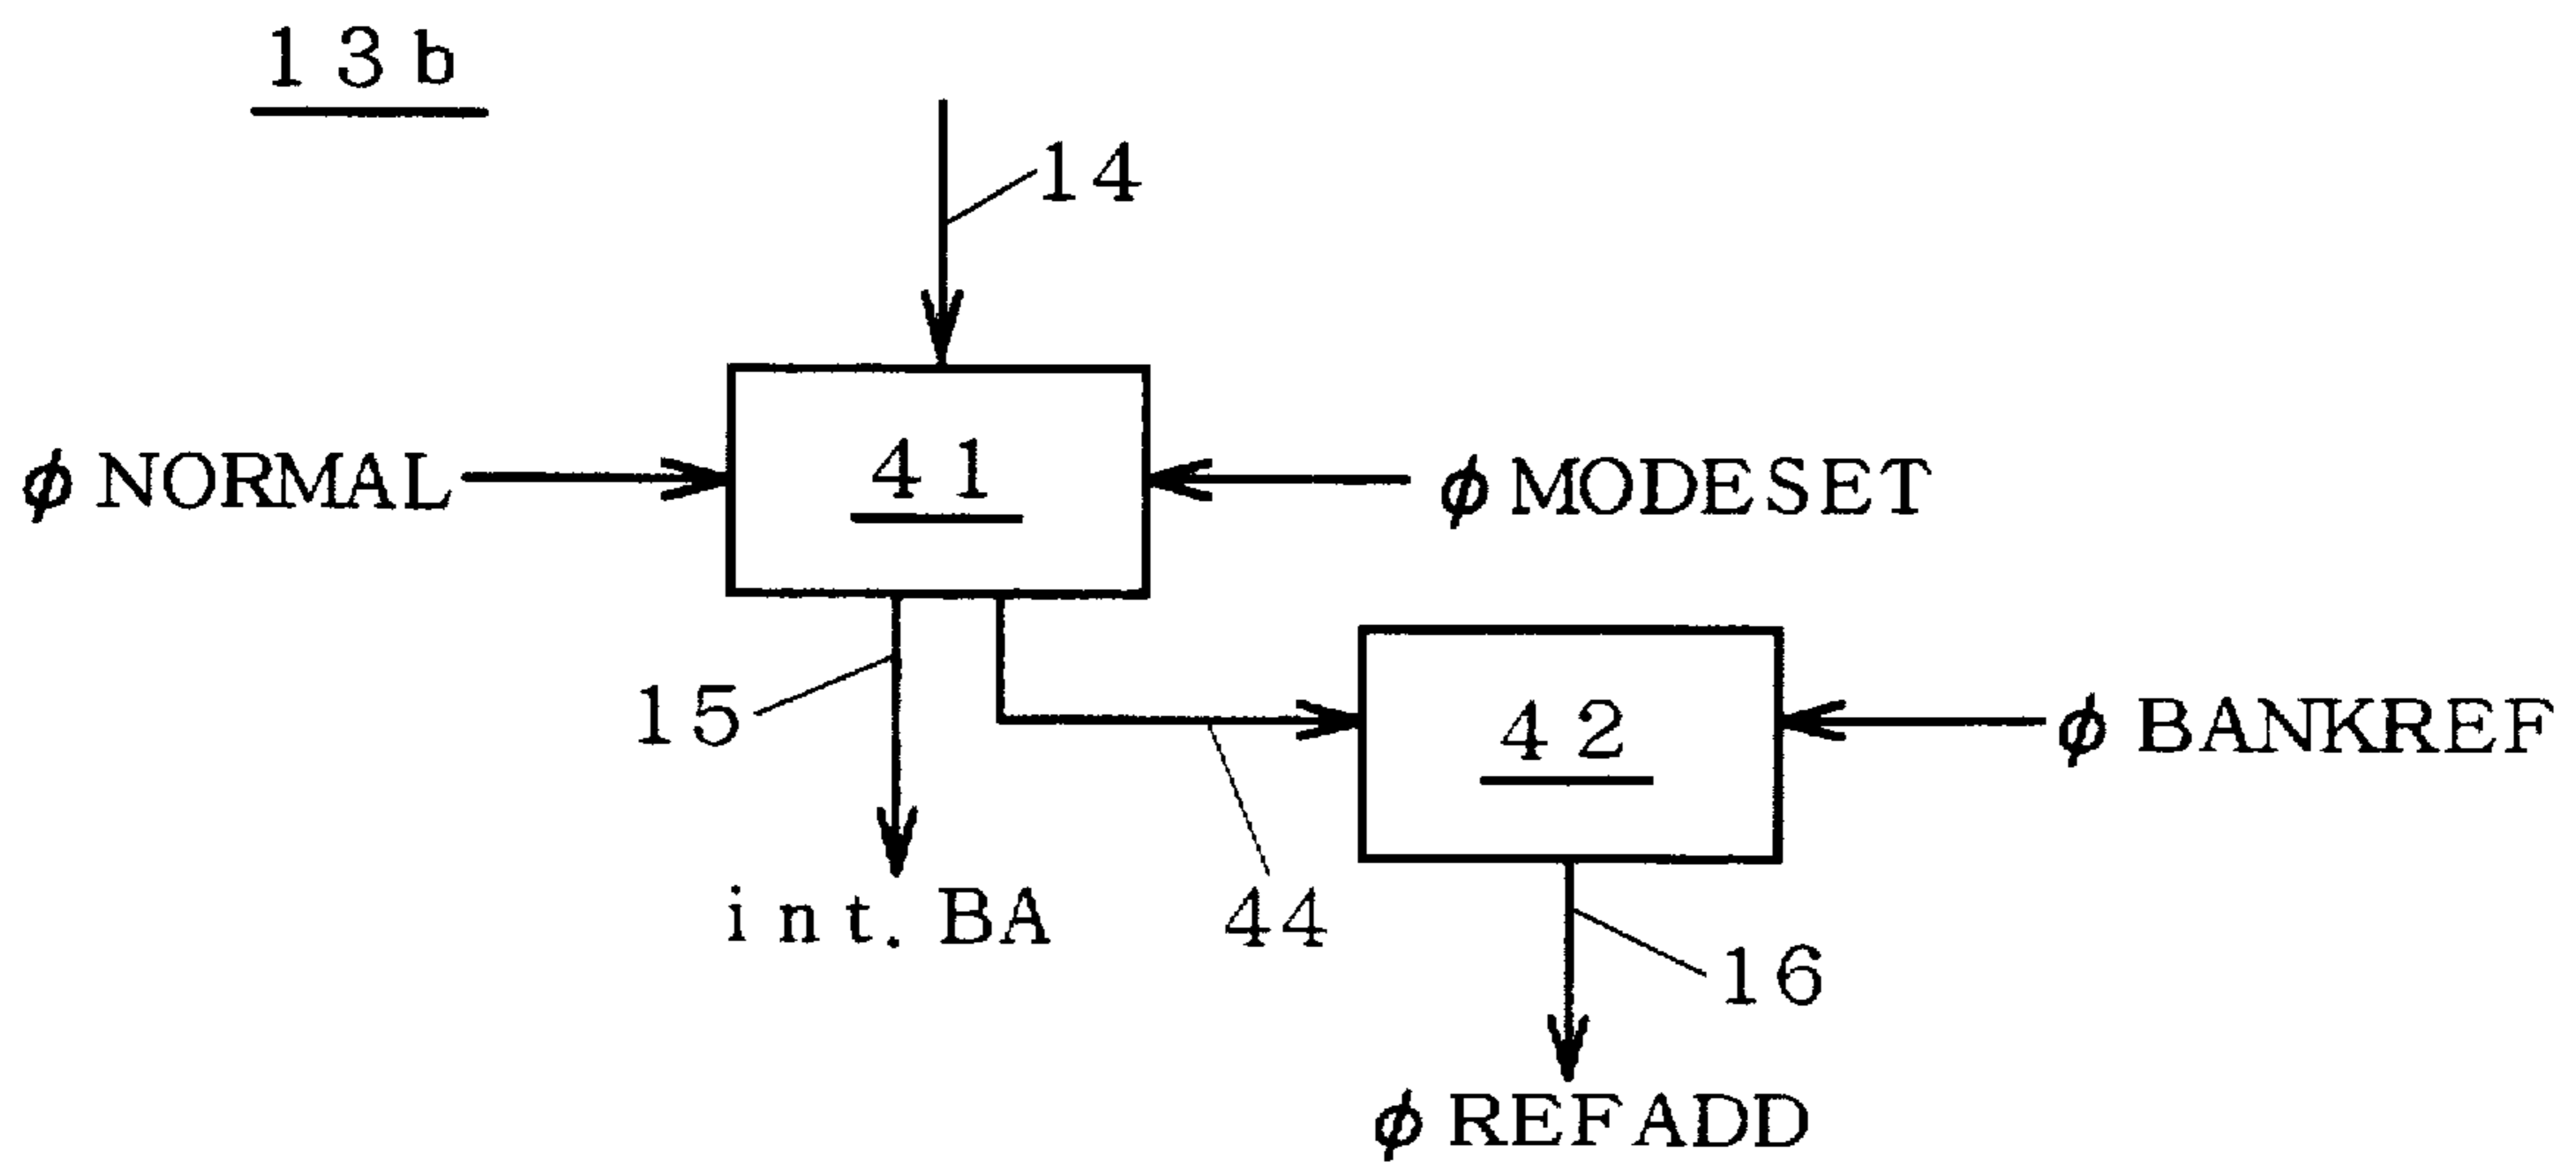 13b
14
ϕ NORMAL
41
ϕ MODESET
15
42
ϕ BANKREF
int. BA
44
16
ϕ REFADD